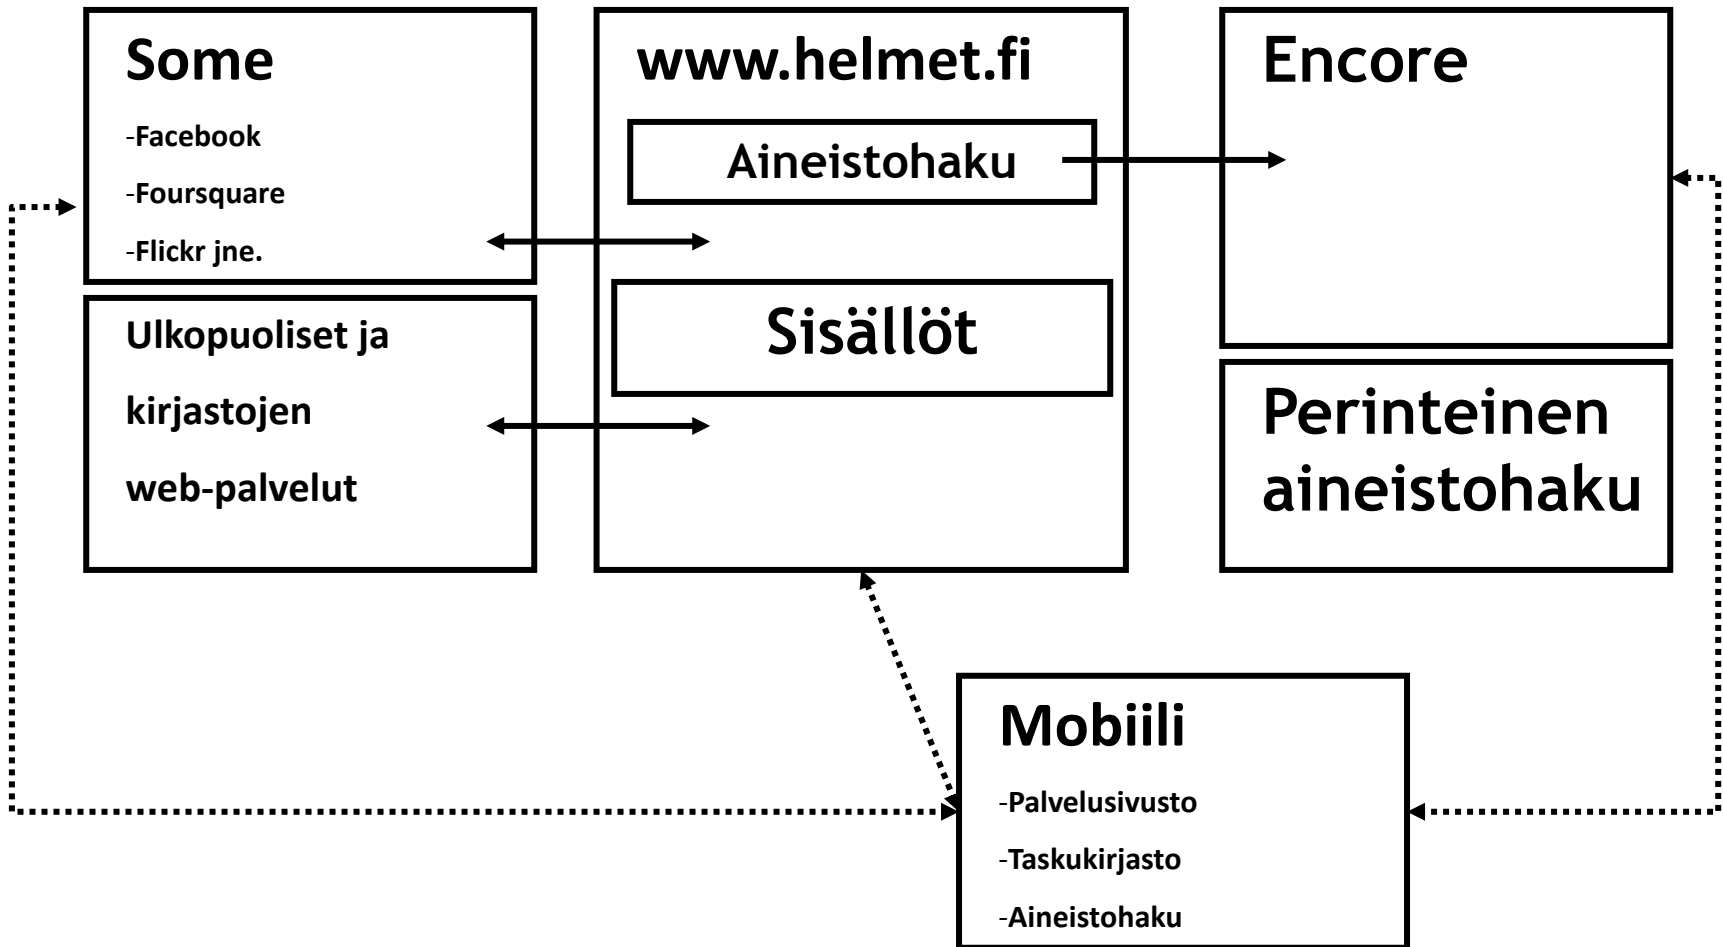 Some
-Facebook
-Foursquare
-Flickr jne.
Ulkopuoliset ja
kirjastojen
web-palvelut
www.helmet.fi
Aineistohaku
Sisällöt
Encore
Perinteinen
aineistohaku
Mobiili
-Palvelusivusto
-Taskukirjasto
-Aineistohaku